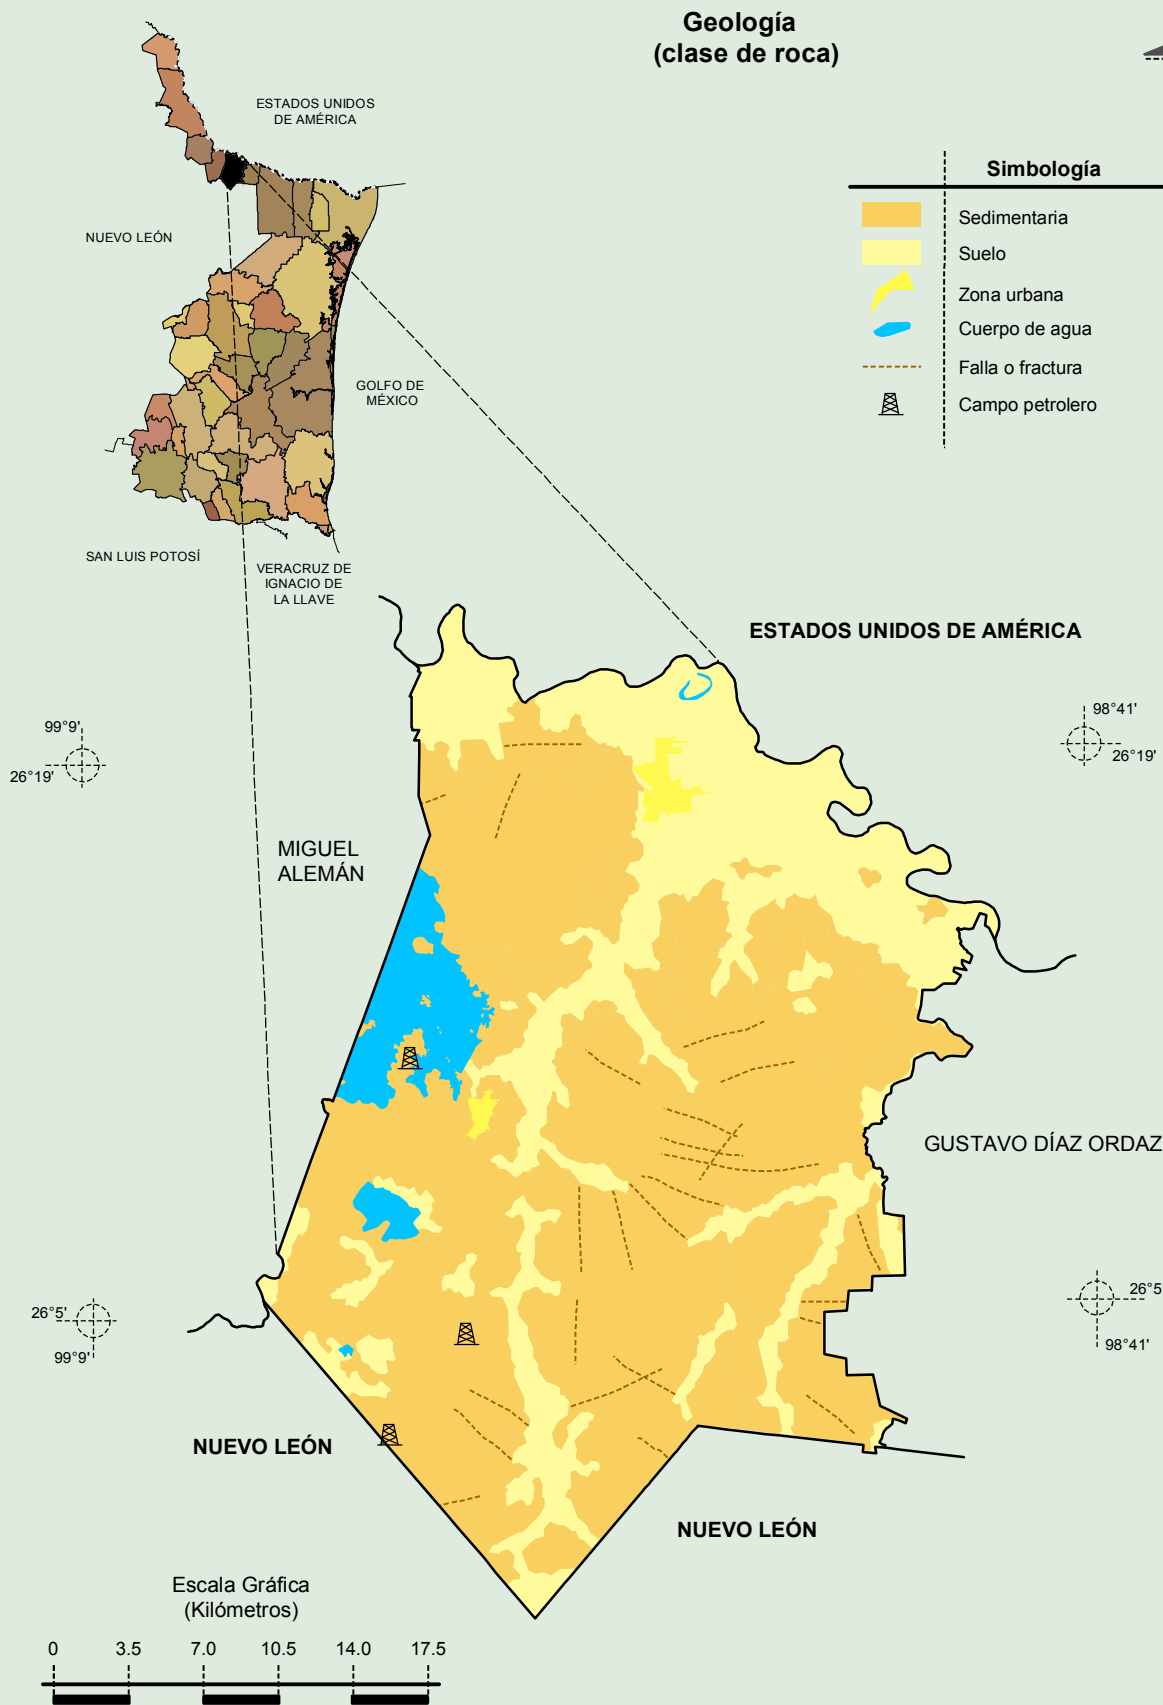 Geología
(clase de roca)
ESTADOS UNIDOS
DE AMÉRICA
NUEVO LEÓN
GOLFO DE
MÉXICO
SAN LUIS POTOSÍ
VERACRUZ DE
IGNACIO DE
LA LLAVE
Simbología
Sedimentaria
Suelo
Zona urbana
Cuerpo de agua
Falla o fractura
Campo petrolero
ESTADOS UNIDOS DE AMÉRICA
99°9'
26°19'
98°41'
26°19'
MIGUEL
ALEMÁN
GUSTAVO DÍAZ ORDAZ
26°5'
99°9'
26°5'
98°41'
NUEVO LEÓN
NUEVO LEÓN
Escala Gráfica
(Kilómetros)
0 3.5 7.0 10.5 14.0 17.5